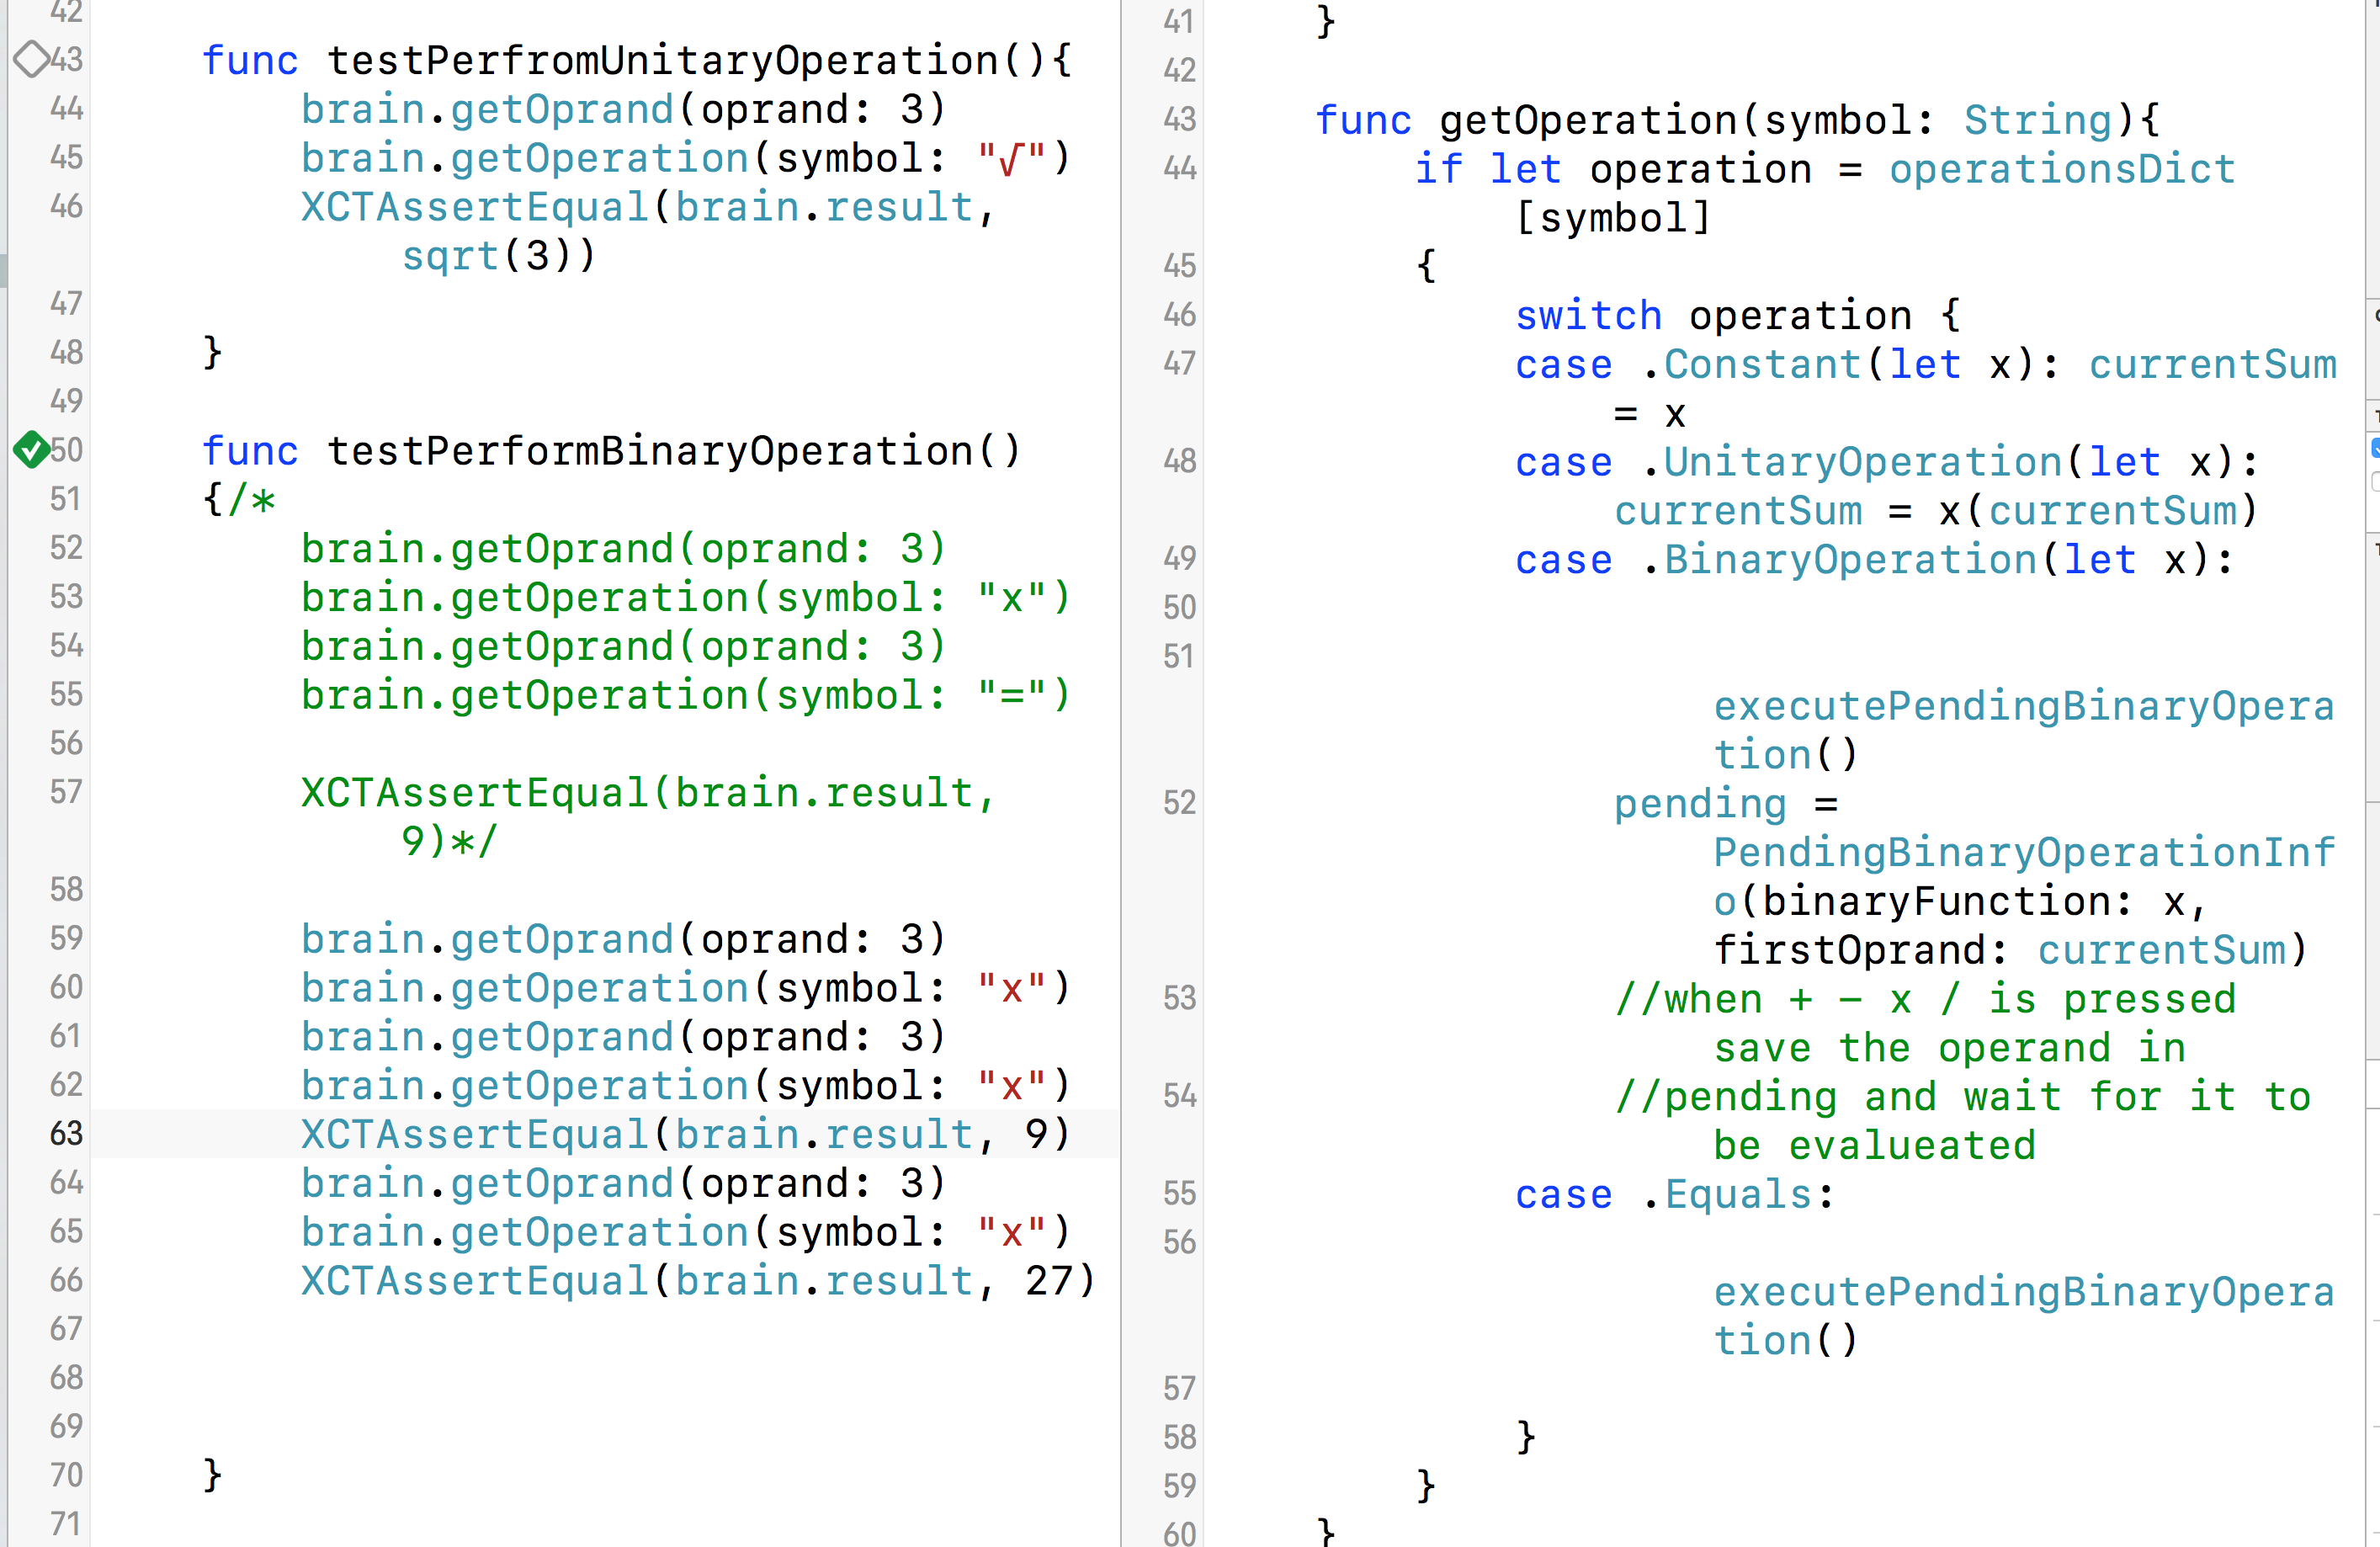 42
43 func testPerfromUnitaryOperation(){
44 brain.getOprand(oprand: 3)
45 brain.getOperation(symbol: "√")
46 XCTAssertEqual(brain.result,
sqrt(3))
47
48 }
49
50 func testPerformBinaryOperation()
51 {/*
52 brain.getOprand(oprand: 3)
53 brain.getOperation(symbol: "x")
54 brain.getOprand(oprand: 3)
55 brain.getOperation(symbol: "=")
56
57 XCTAssertEqual(brain.result,
9)*/
58
59 brain.getOprand(oprand: 3)
60 brain.getOperation(symbol: "x")
61 brain.getOprand(oprand: 3)
62 brain.getOperation(symbol: "x")
63 XCTAssertEqual(brain.result, 9)
64 brain.getOprand(oprand: 3)
65 brain.getOperation(symbol: "x")
66 XCTAssertEqual(brain.result, 27)
67
68
69
70 }
71
41 }
42
43 func getOperation(symbol: String){
44 if let operation = operationsDict
[symbol]
45 {
46 switch operation {
47 case .Constant(let x): currentSum
= x
48 case .UnitaryOperation(let x):
currentSum = x(currentSum)
49 case .BinaryOperation(let x):
50
51
executePendingBinaryOpera
tion()
52 pending =
PendingBinaryOperationInf
o(binaryFunction: x,
firstOprand: currentSum)
53 //when + - x / is pressed
save the operand in
54 //pending and wait for it to
be evalueated
55 case .Equals:
56
executePendingBinaryOpera
tion()
57
58 }
59 }
60 }